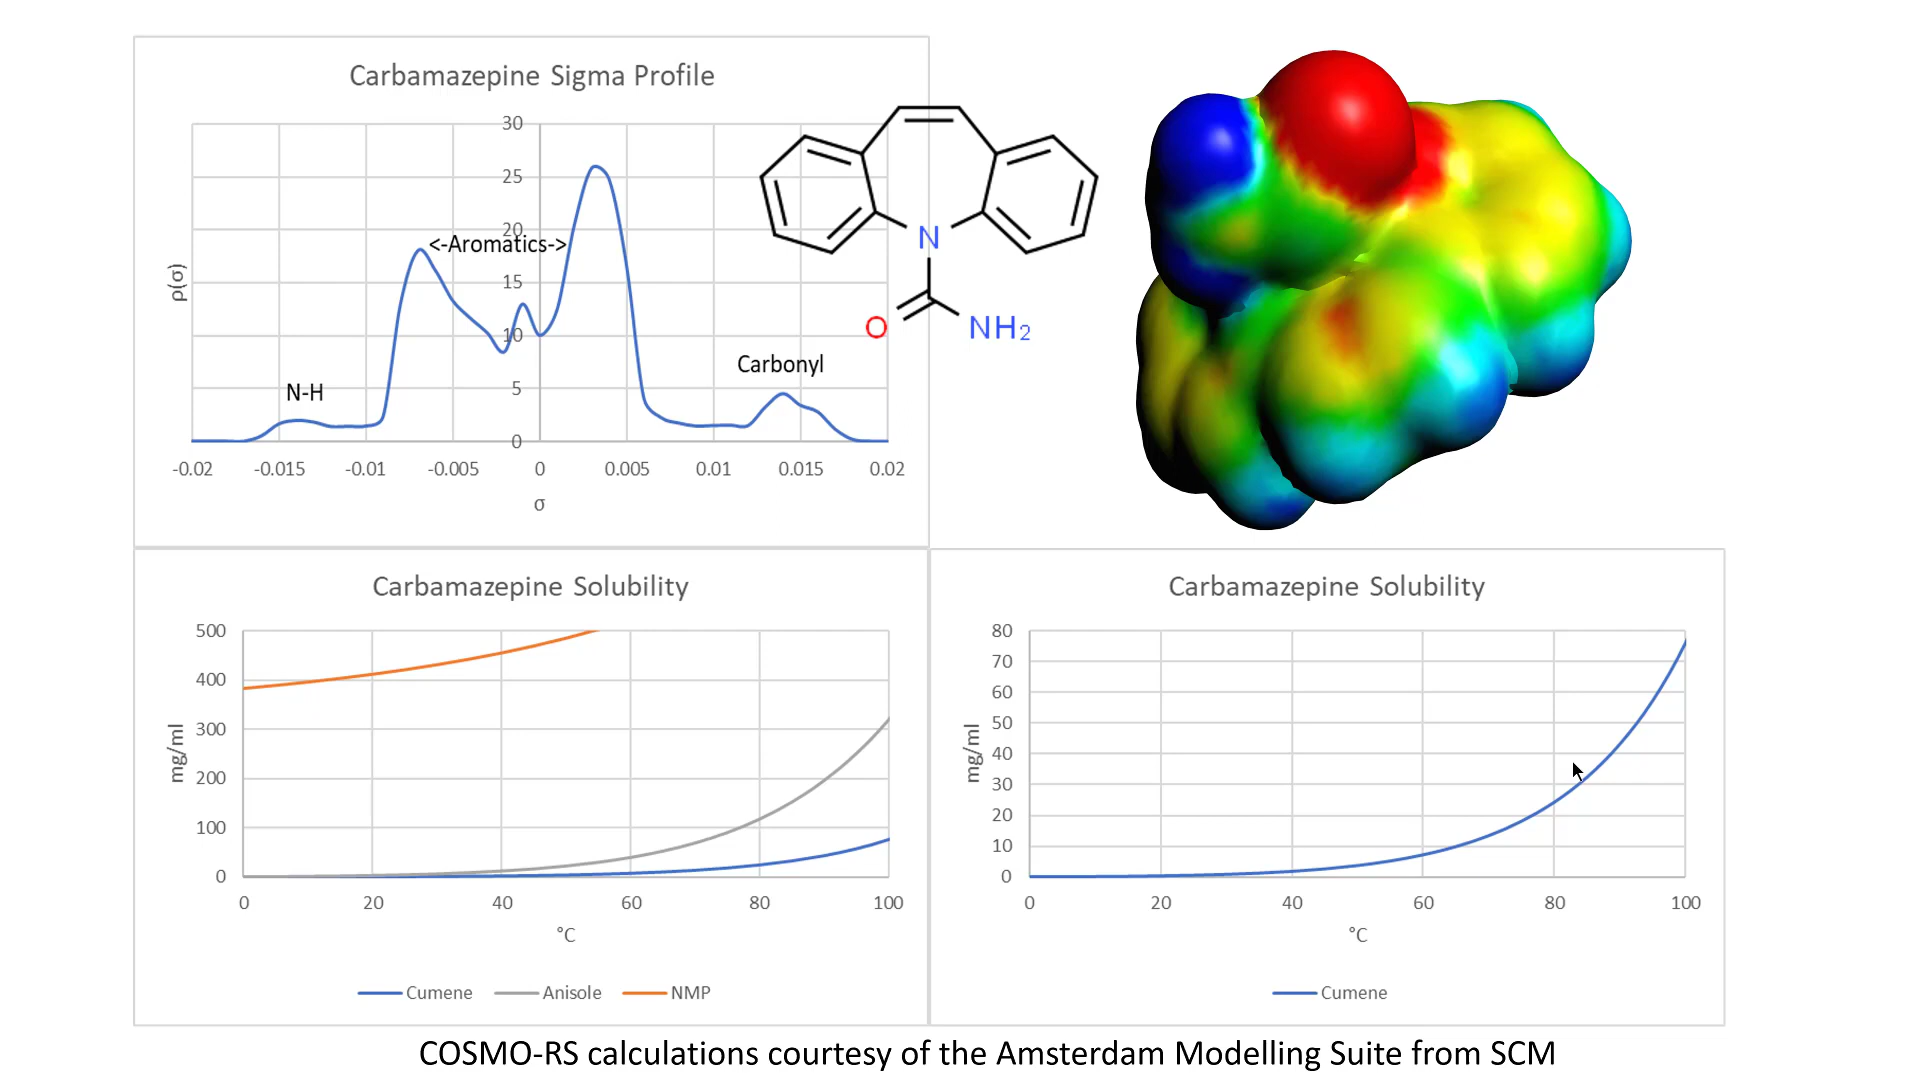 Carbamazepine Sigma Profile
30
25
20
15
10
5
0
ρ(σ)
<-Aromatics->
N-H
Carbonyl
-0.02 -0.015 -0.01 -0.005 0 0.005 0.01 0.015 0.02
σ
N
O
NH2
Carbamazepine Solubility
500
400
300
200
100
0
mg/ml
0 20 40 60 80 100
°C
Cumene Anisole NMP
Carbamazepine Solubility
80
70
60
50
40
30
20
10
0
mg/ml
0 20 40 60 80 100
°C
Cumene
COSMO-RS calculations courtesy of the Amsterdam Modelling Suite from SCM